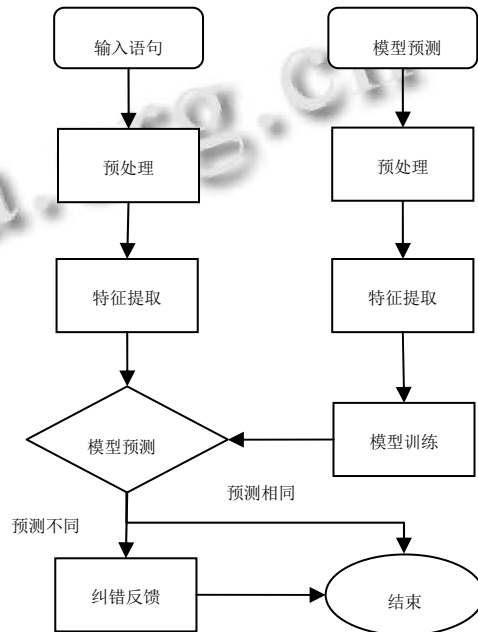 输入语句
模型预测
预处理
预处理
特征提取
特征提取
模型预测
模型训练
预测相同
预测不同
纠错反馈
结束